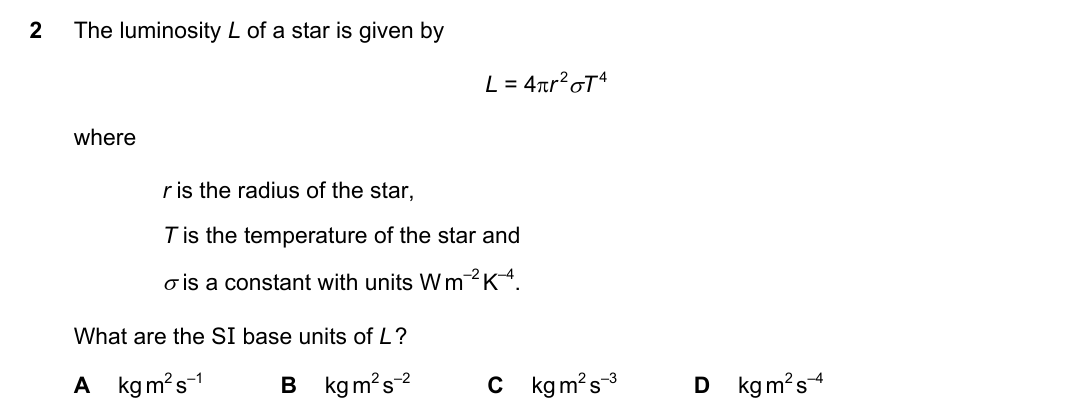 2 The luminosity L of a star is given by
L = 4πr²σT⁴
where
r is the radius of the star,
T is the temperature of the star and
σ is a constant with units W m⁻² K⁻⁴.
What are the SI base units of L?
A kg m² s⁻¹ B kg m² s⁻² C kg m² s⁻³ D kg m² s⁻⁴